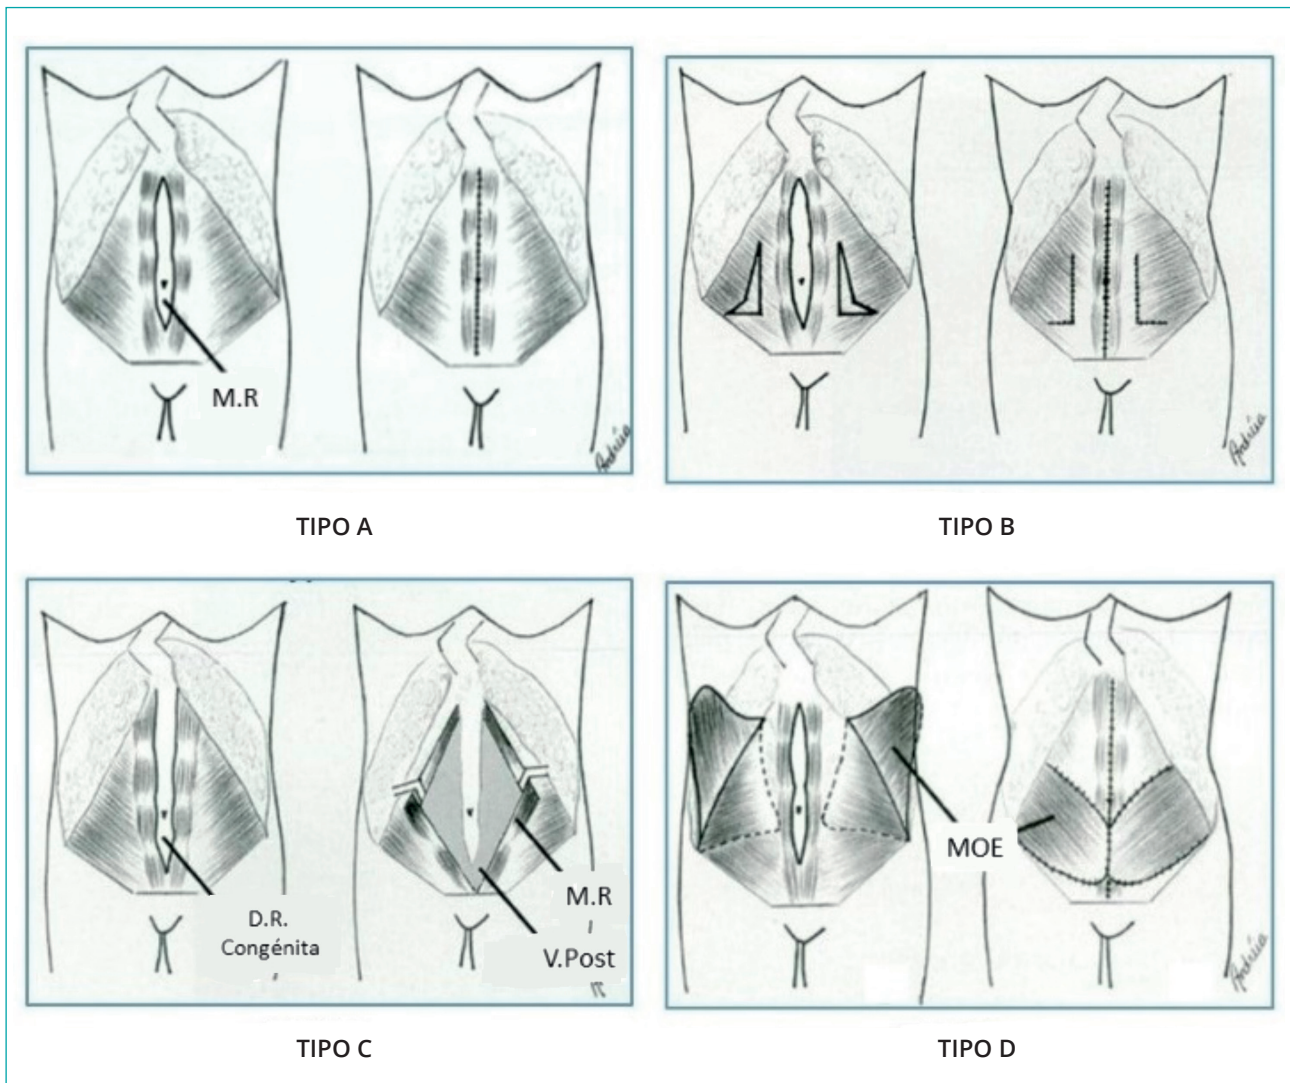 M.R
TIPO A
TIPO B
D.R.
Congénita
M.R
V.Post
TIPO C
MOE
TIPO D